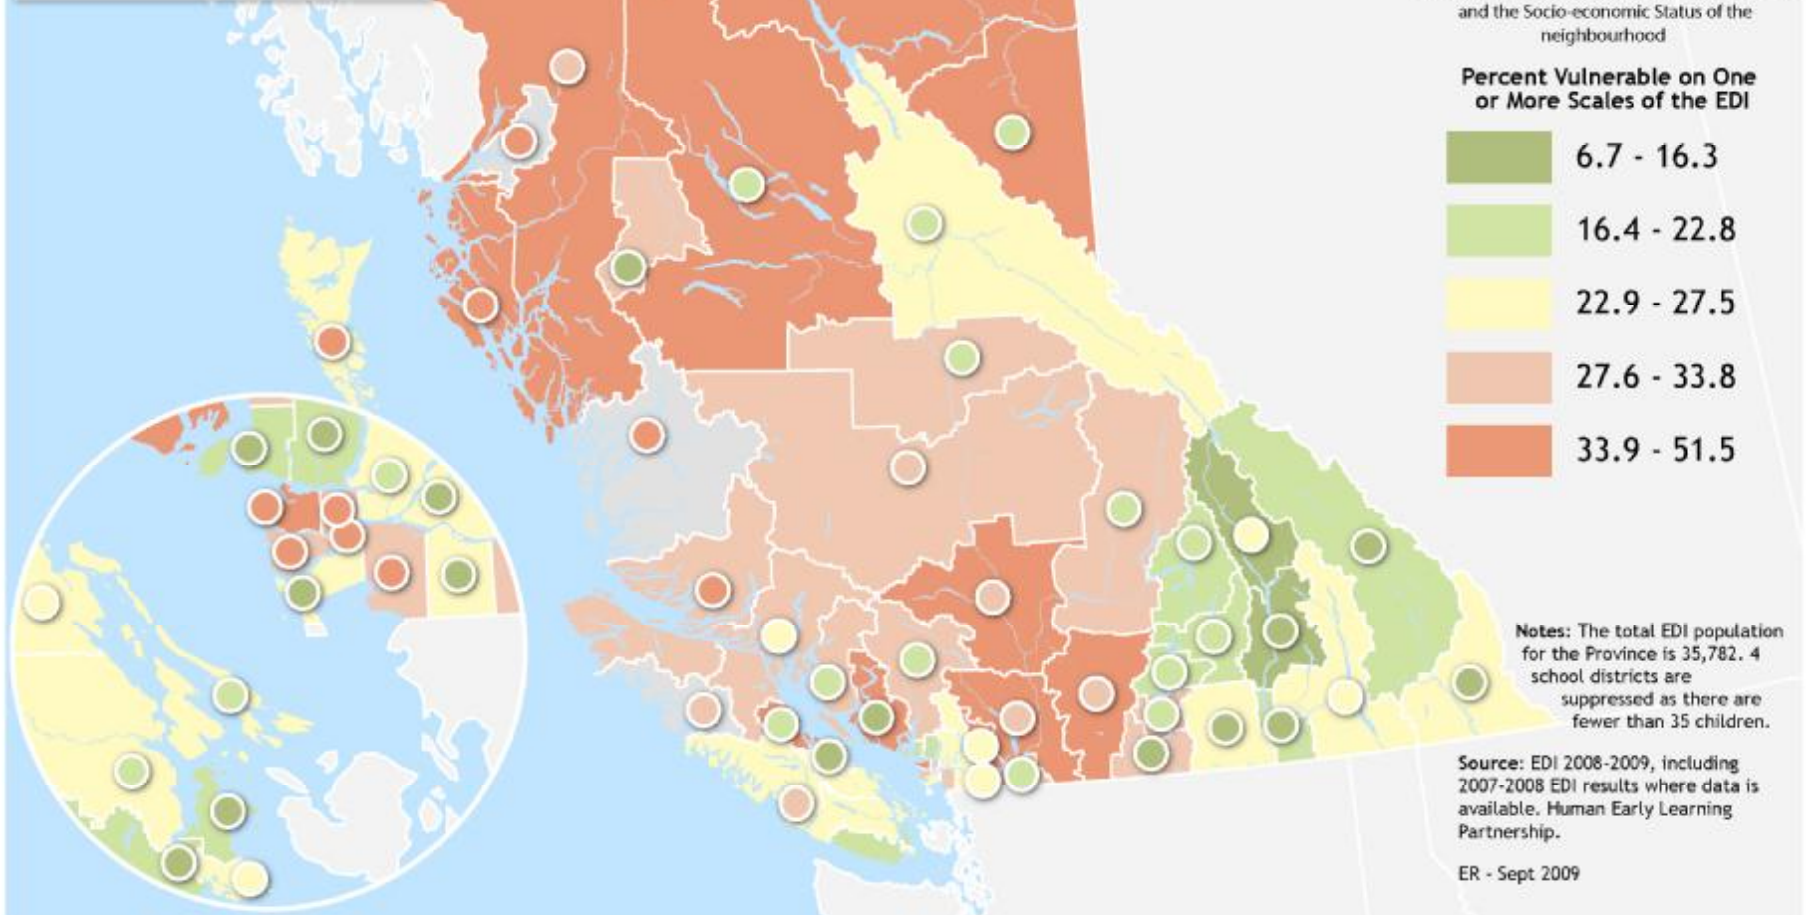 and the Socio-economic Status of the
neighbourhood
Percent Vulnerable on One
or More Scales of the EDI
6.7 - 16.3
16.4 - 22.8
22.9 - 27.5
27.6 - 33.8
33.9 - 51.5
Notes: The total EDI population
for the Province is 35,782. 4
school districts are
suppressed as there are
fewer than 35 children.
Source: EDI 2008-2009, including
2007-2008 EDI results where data is
available. Human Early Learning
Partnership.
ER - Sept 2009